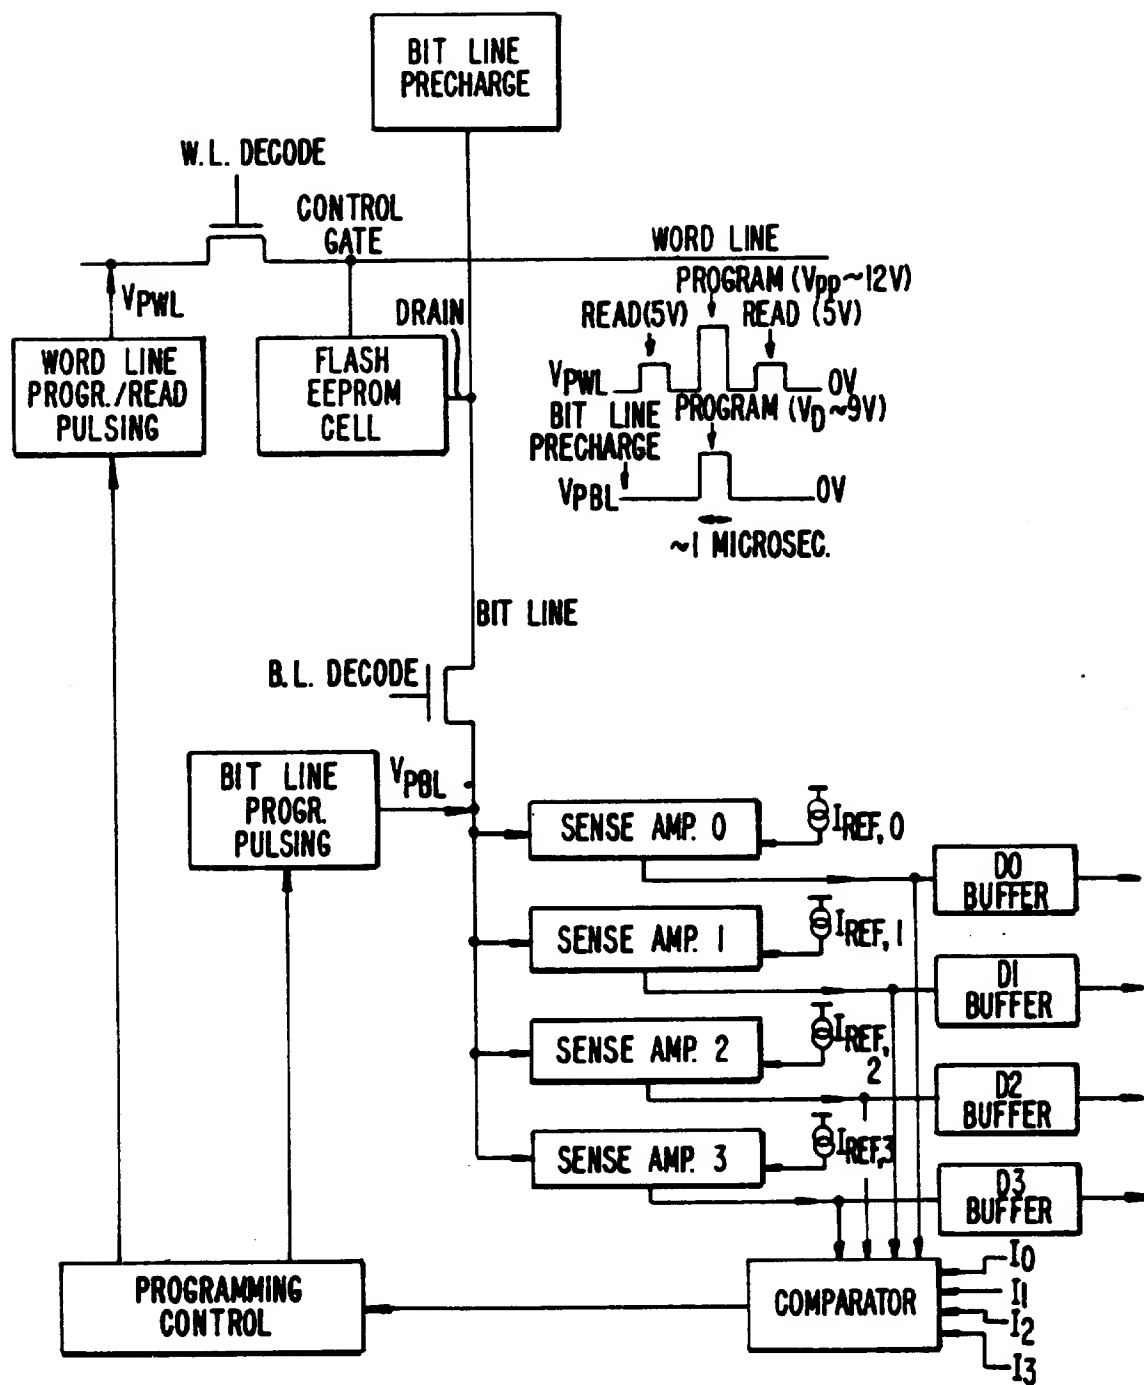 BIT LINE
PRECHARGE
W.L. DECODE
CONTROL
GATE
WORD LINE
VPWL
DRAIN
PROGRAM (Vpp~12V)
READ(5V)
READ (5V)
WORD LINE
PROGR./READ
PULSING
FLASH
EEPROM
CELL
VPWL
0V
BIT LINE
PRECHARGE
PROGRAM (VD~9V)
VPBL
0V
~1 MICROSEC.
BIT LINE
B.L. DECODE
BIT LINE
PROGR.
PULSING
VPBL
SENSE AMP. 0
IREF, 0
D0
BUFFER
SENSE AMP. 1
IREF, 1
D1
BUFFER
SENSE AMP. 2
IREF, 2
D2
BUFFER
SENSE AMP. 3
IREF,3
D3
BUFFER
PROGRAMMING
CONTROL
COMPARATOR
I0
I1
I2
I3